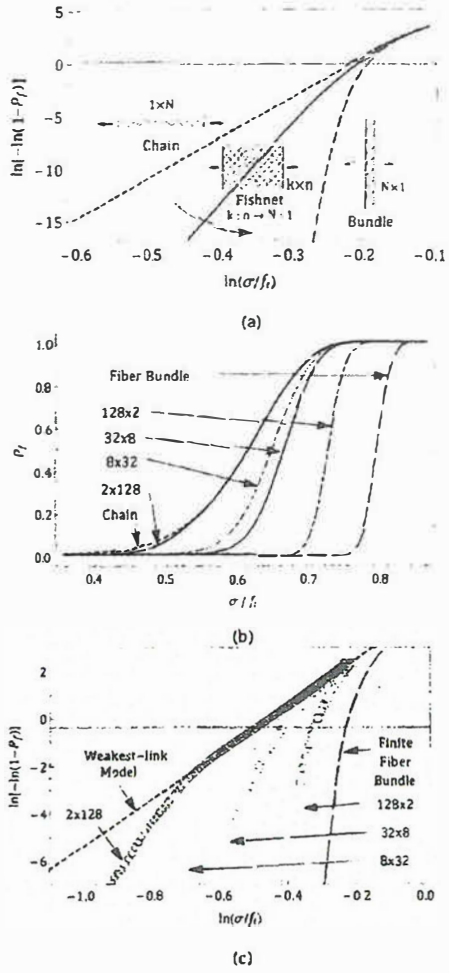 5
0
−5
−10
−15
ln[−ln(1−Pf)]
1×N
Chain
Fishnet
k:n → N:1
k×n
N×1
Bundle
−0.6
−0.5
−0.4
−0.3
−0.2
−0.1
ln(σ/ft)
(a)
1.0
0.8
0.6
0.4
0.2
0.0
Pf
Fiber Bundle
128x2
32x8
8x32
2x128
Chain
0.4
0.5
0.6
0.7
0.8
σ/ft
(b)
2
0
−2
−4
−6
ln[−ln(1−Pf)]
Weakest−link
Model
2x128
Finite
Fiber
Bundle
128x2
32x8
8x32
−1.0
−0.8
−0.6
−0.4
−0.2
0.0
ln(σ/ft)
(c)